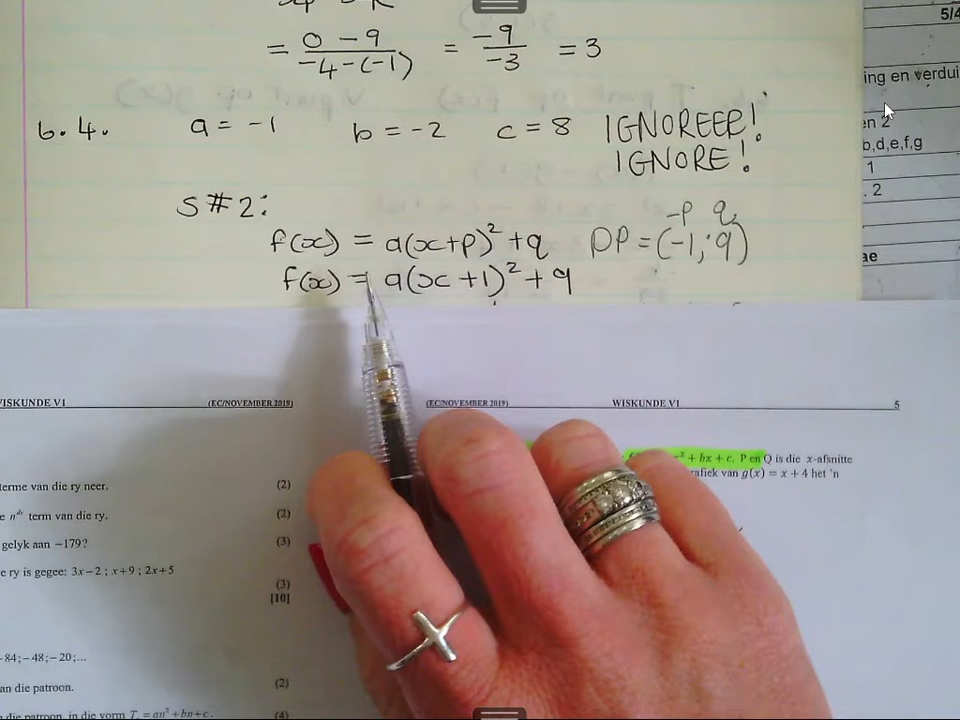 = 0 - 9 / -4 - (-1) = -9 / -3 = 3
6.4. a = -1 b = -2 c = 8 IGNOREER!
IGNORE!
S#2:
-p q
f(x) = a(x+p)² + q DP = (-1; 9)
f(x) = a(x+1)² + 9
5/4
ing en verdui
en 2
b,d,e,f,g
1
. 2
ae
WISKUNDE V1 (EC/NOVEMBER 2019)
(EC/NOVEMBER 2019) WISKUNDE V1 5
terme van die ry neer. (2)
e nde term van die ry. (2)
gelyk aan −179? (3)
e ry is gegee: 3x−2 ; x+9 ; 2x+5
(3)
[10]
-84; -48; -20;...
an die patroon. (2)
die patroon, in die vorm Tₙ = an² + bn + c. (4)
² + bx + c. P en Q is die x-afsnitte
rafiek van g(x) = x + 4 het 'n